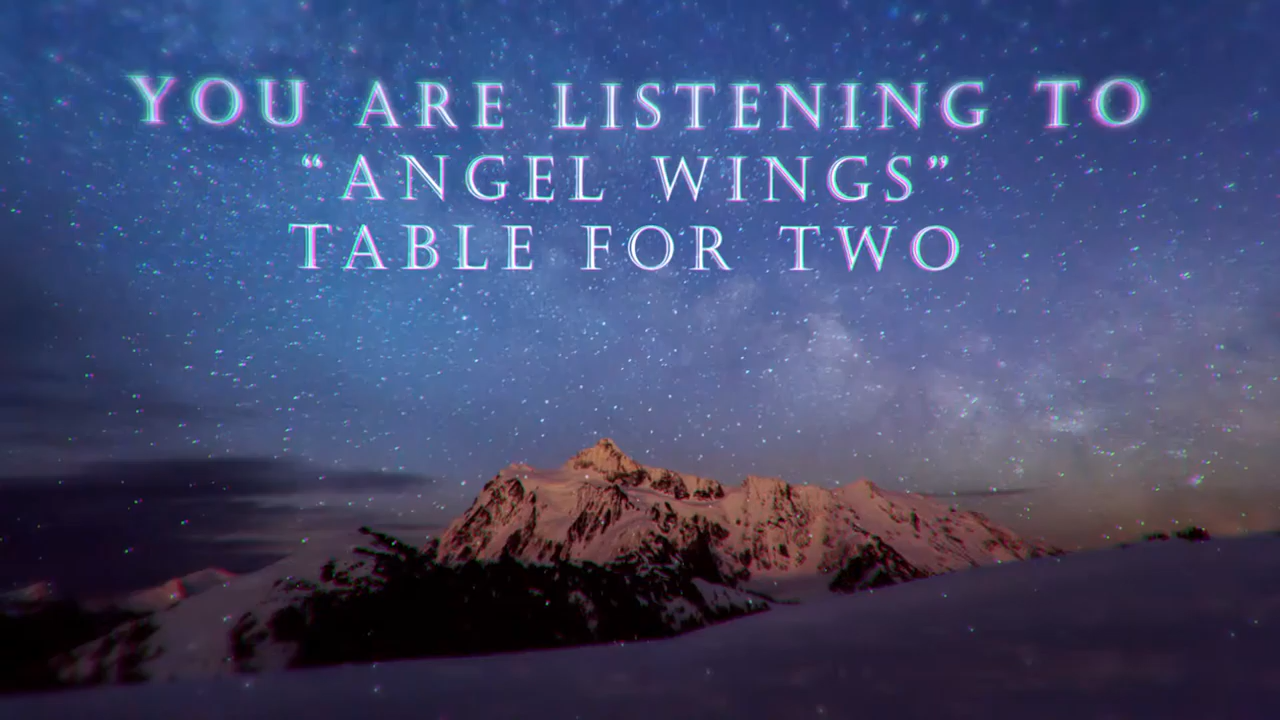 YOU ARE LISTENING TO
“ANGEL WINGS”
TABLE FOR TWO